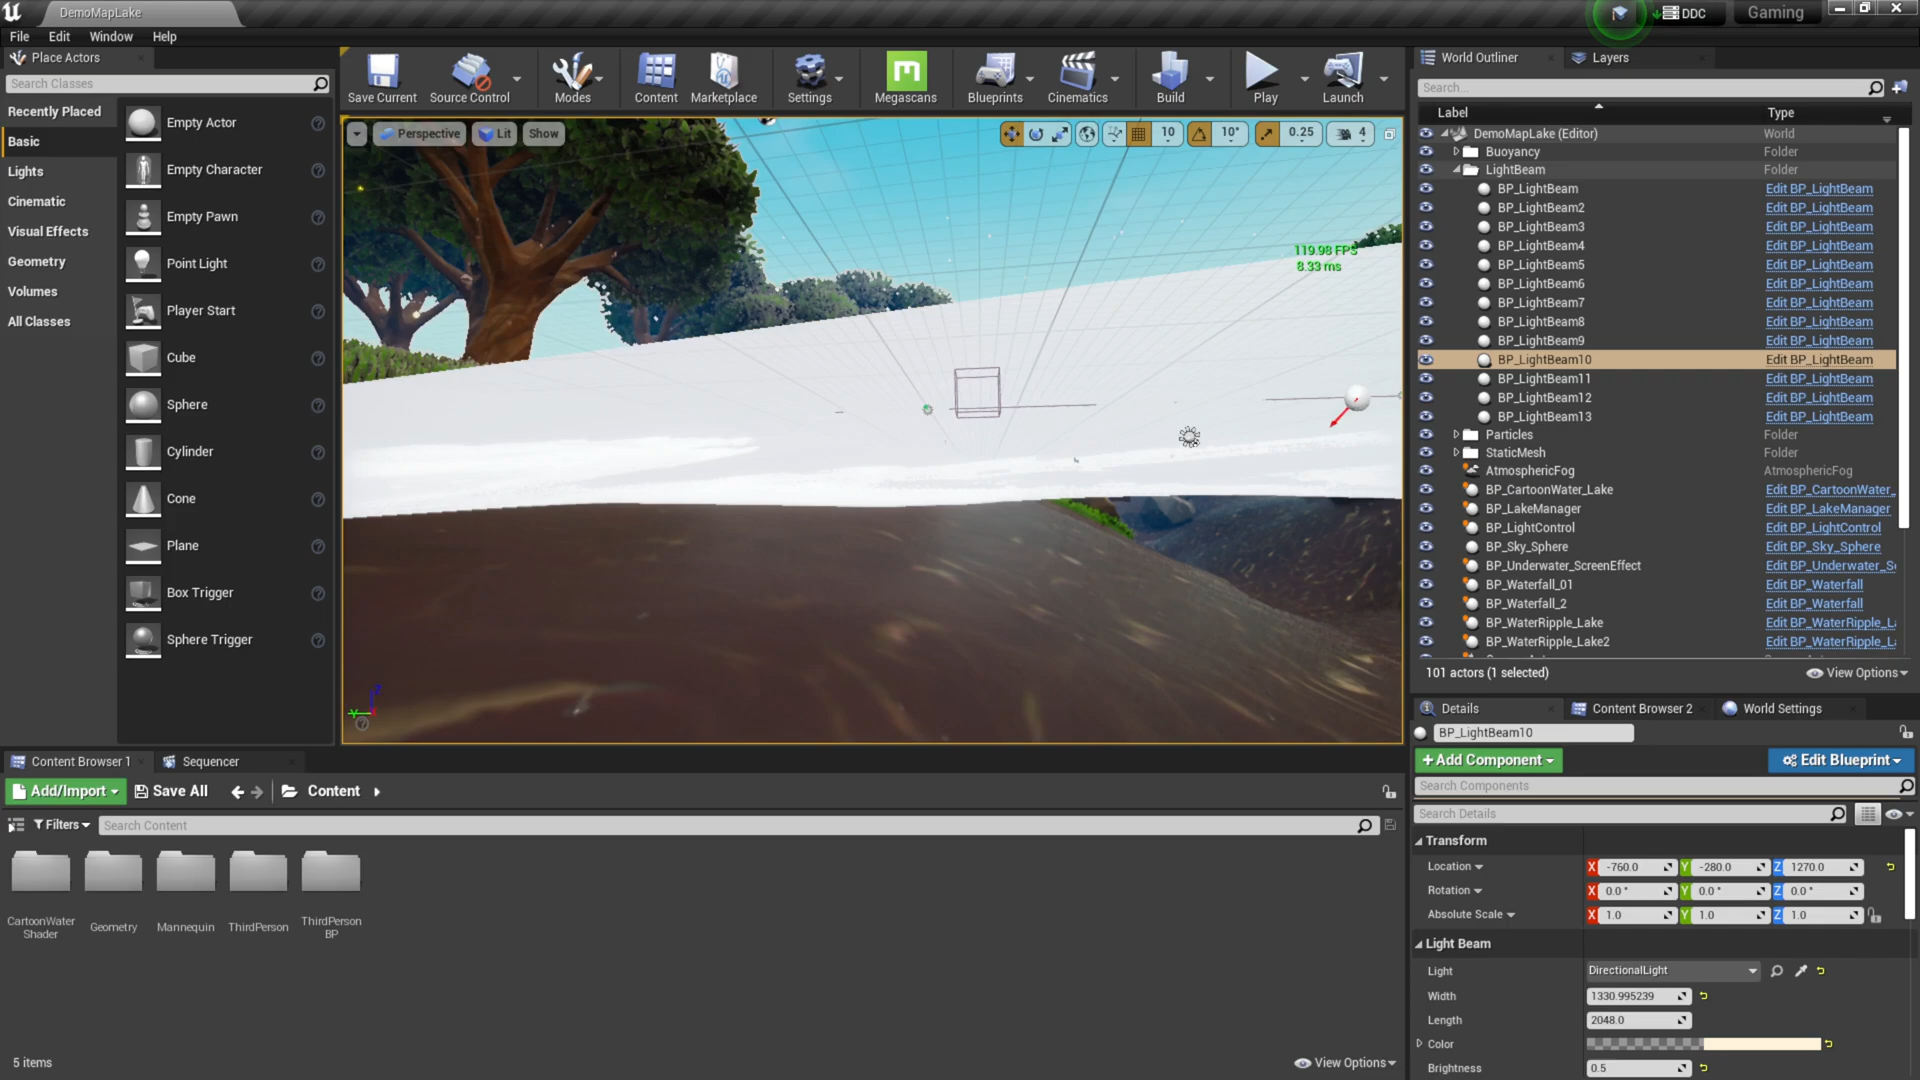 DemoMapLake
DDC
Gaming
File
Edit
Window
Help
Place Actors
Search Classes
Recently Placed
Basic
Lights
Cinematic
Visual Effects
Geometry
Volumes
All Classes
Empty Actor
Empty Character
Empty Pawn
Point Light
Player Start
Cube
Sphere
Cylinder
Cone
Plane
Box Trigger
Sphere Trigger
Save Current
Source Control
Modes
Content
Marketplace
Settings
Megascans
Blueprints
Cinematics
Build
Play
Launch
Perspective
Lit
Show
10
10°
0.25
4
119.98 FPS
8.33 ms
World Outliner
Layers
Search...
Label
Type
DemoMapLake (Editor)
World
Buoyancy
Folder
LightBeam
Folder
BP_LightBeam
Edit BP_LightBeam
BP_LightBeam2
Edit BP_LightBeam
BP_LightBeam3
Edit BP_LightBeam
BP_LightBeam4
Edit BP_LightBeam
BP_LightBeam5
Edit BP_LightBeam
BP_LightBeam6
Edit BP_LightBeam
BP_LightBeam7
Edit BP_LightBeam
BP_LightBeam8
Edit BP_LightBeam
BP_LightBeam9
Edit BP_LightBeam
BP_LightBeam10
Edit BP_LightBeam
BP_LightBeam11
Edit BP_LightBeam
BP_LightBeam12
Edit BP_LightBeam
BP_LightBeam13
Edit BP_LightBeam
Particles
Folder
StaticMesh
Folder
AtmosphericFog
AtmosphericFog
BP_CartoonWater_Lake
Edit BP_CartoonWater_
BP_LakeManager
Edit BP_LakeManager
BP_LightControl
Edit BP_LightControl
BP_Sky_Sphere
Edit BP_Sky_Sphere
BP_Underwater_ScreenEffect
Edit BP_Underwater_S
BP_Waterfall_01
Edit BP_Waterfall
BP_Waterfall_2
Edit BP_Waterfall
BP_WaterRipple_Lake
Edit BP_WaterRipple_L
BP_WaterRipple_Lake2
Edit BP_WaterRipple_L
101 actors (1 selected)
View Options
Details
Content Browser 2
World Settings
BP_LightBeam10
+Add Component
Edit Blueprint
Search Components
Search Details
Transform
Location
X -760.0
Y -280.0
Z 1270.0
Rotation
X 0.0 °
Y 0.0 °
Z 0.0 °
Absolute Scale
X 1.0
Y 1.0
Z 1.0
Light Beam
Light
DirectionalLight
Width
1330.995239
Length
2048.0
Color
Brightness
0.5
Content Browser 1
Sequencer
Add/Import
Save All
Content
Filters
Search Content
CartoonWater
Shader
Geometry
Mannequin
ThirdPerson
ThirdPerson
BP
5 items
View Options